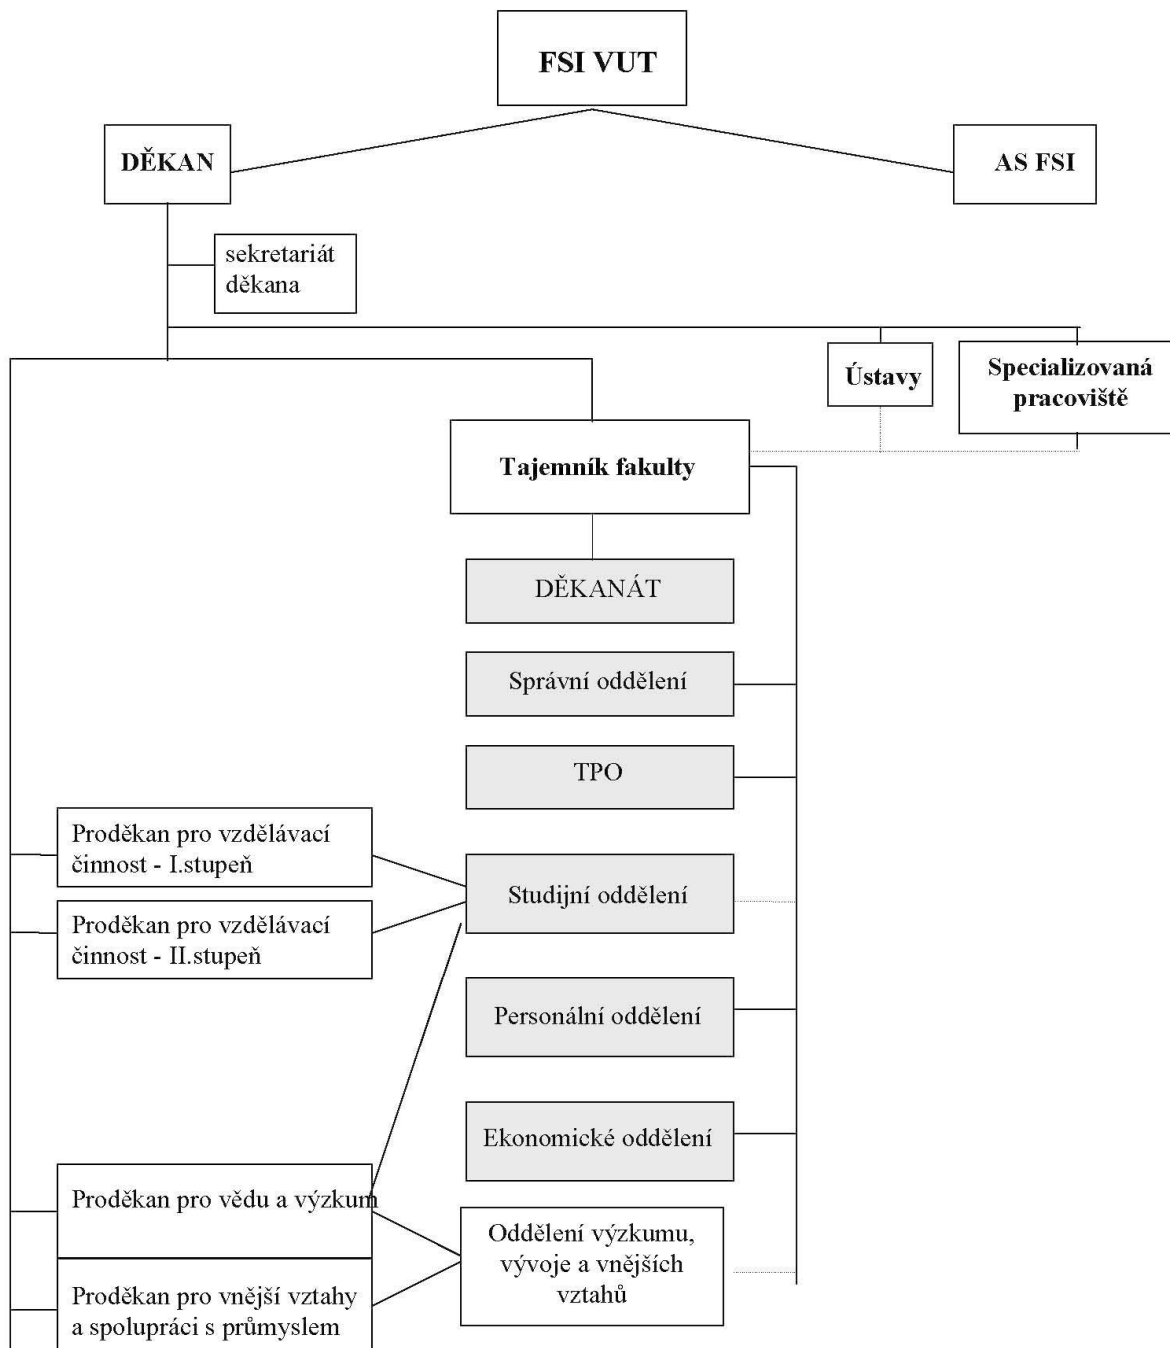 FSI VUT
DĚKAN
AS FSI
sekretariát
děkana
Ústavy
Specializovaná
pracoviště
Tajemník fakulty
DĚKANÁT
Správní oddělení
TPO
Proděkan pro vzdělávací
činnost - I.stupeň
Studijní oddělení
Proděkan pro vzdělávací
činnost - II.stupeň
Personální oddělení
Ekonomické oddělení
Proděkan pro vědu a výzkum
Oddělení výzkumu,
vývoje a vnějších
vztahů
Proděkan pro vnější vztahy
a spolupráci s průmyslem